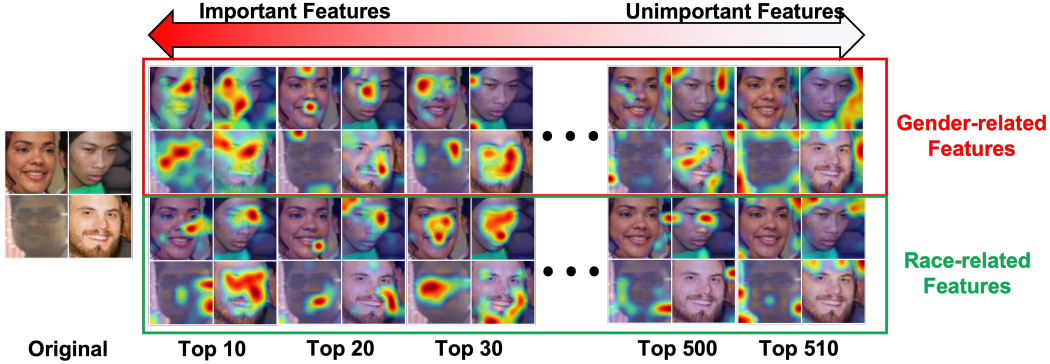 Important Features
Unimportant Features
Gender-related
Features
Race-related
Features
Original
Top 10
Top 20
Top 30
Top 500
Top 510